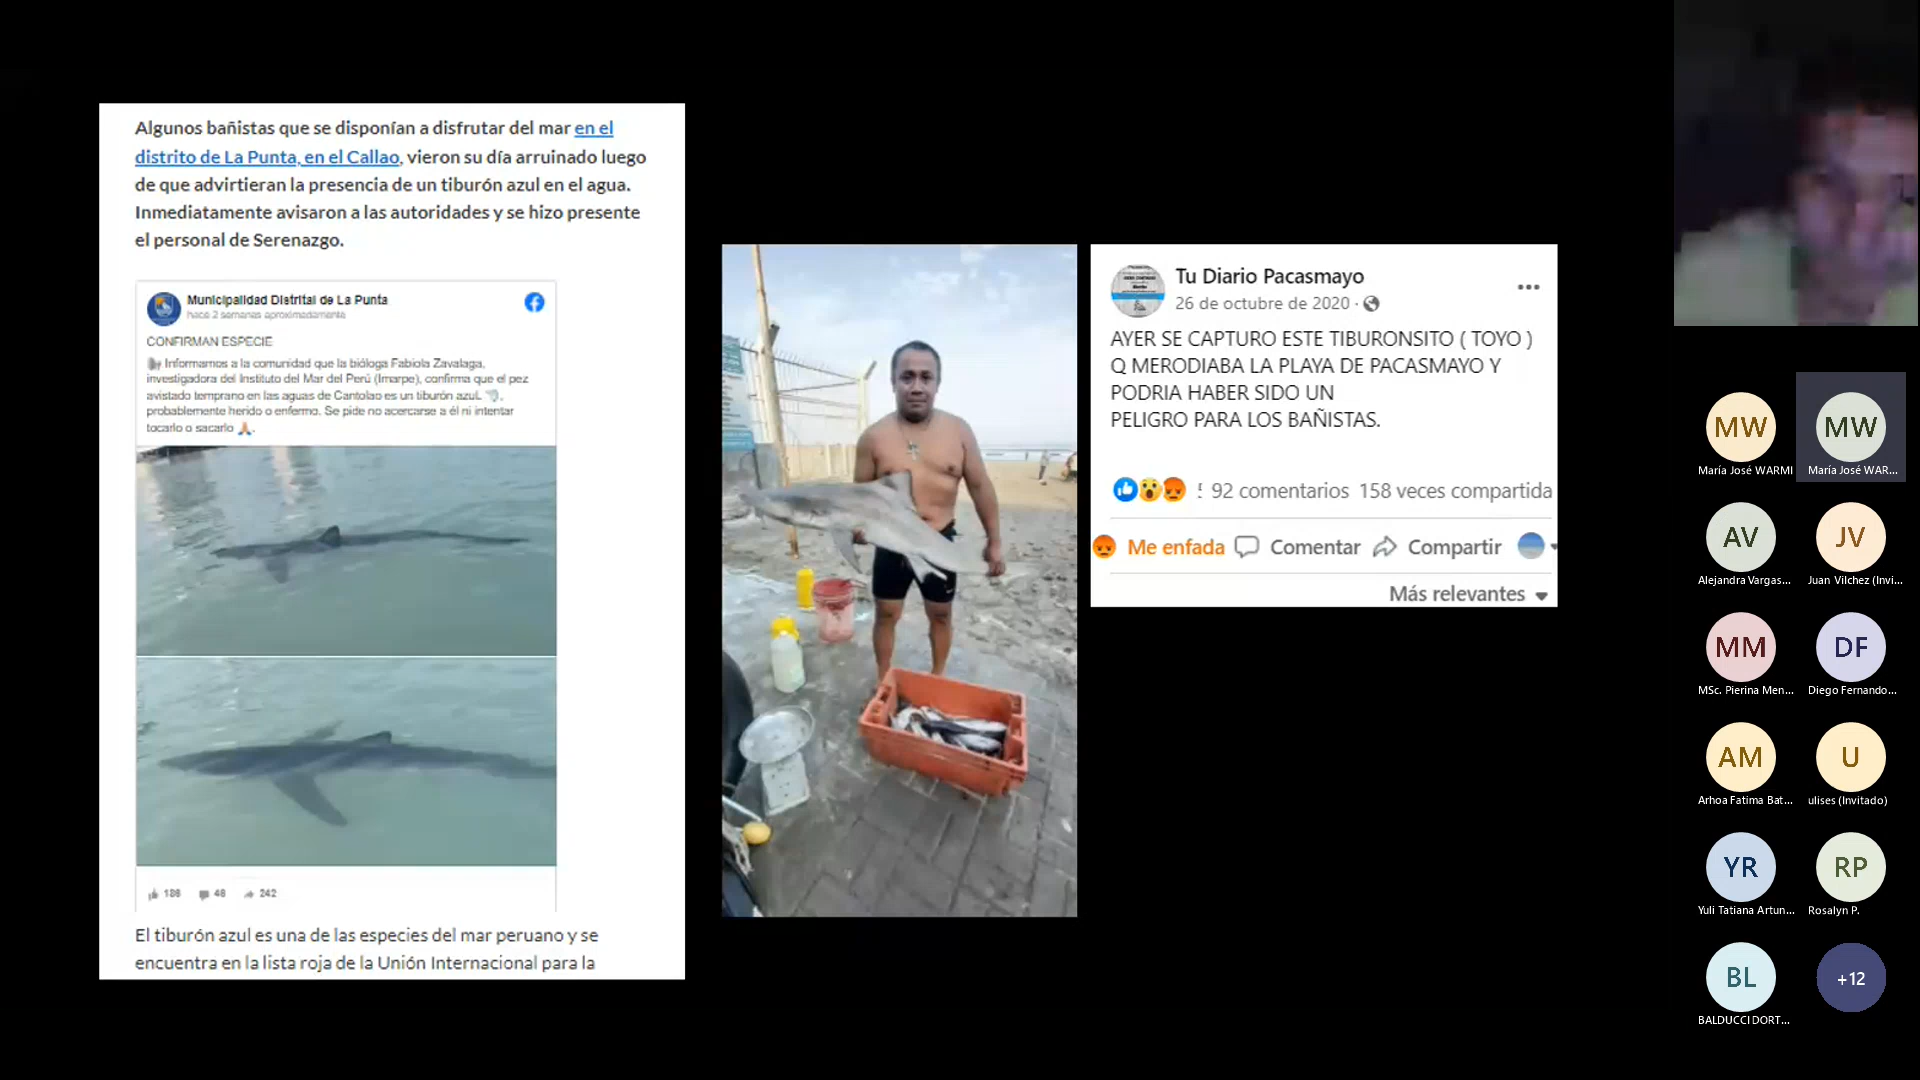 Algunos bañistas que se disponían a disfrutar del mar en el
distrito de La Punta, en el Callao, vieron su día arruinado luego
de que advirtieran la presencia de un tiburón azul en el agua.
Inmediatamente avisaron a las autoridades y se hizo presente
el personal de Serenazgo.
Municipalidad Distrital de La Punta
hace 2 semanas aproximadamente
CONFIRMAN ESPECIE
Informamos a la comunidad que la bióloga Fabiola Zavalaga,
investigadora del Instituto del Mar del Perú (Imarpe), confirma que el pez
avistado temprano en las aguas de Cantolao es un tiburón azul,
probablemente herido o enfermo. Se pide no acercarse a él ni intentar
tocarlo o sacarlo.
186 46 242
El tiburón azul es una de las especies del mar peruano y se
encuentra en la lista roja de la Unión Internacional para la
Tu Diario Pacasmayo
26 de octubre de 2020 ·
AYER SE CAPTURO ESTE TIBURONSITO ( TOYO )
Q MERODIABA LA PLAYA DE PACASMAYO Y
PODRIA HABER SIDO UN
PELIGRO PARA LOS BAÑISTAS.
92 comentarios 158 veces compartida
Me enfada Comentar Compartir
Más relevantes
MW MW
María José WARMI María José WAR...
AV JV
Alejandra Vargas... Juan Vilchez (Invi...
MM DF
MSc. Pierina Men... Diego Fernando...
AM U
Arhoa Fatima Bat... ulises (Invitado)
YR RP
Yuli Tatiana Artun... Rosalyn P.
BL +12
BALDUCCI DORT...